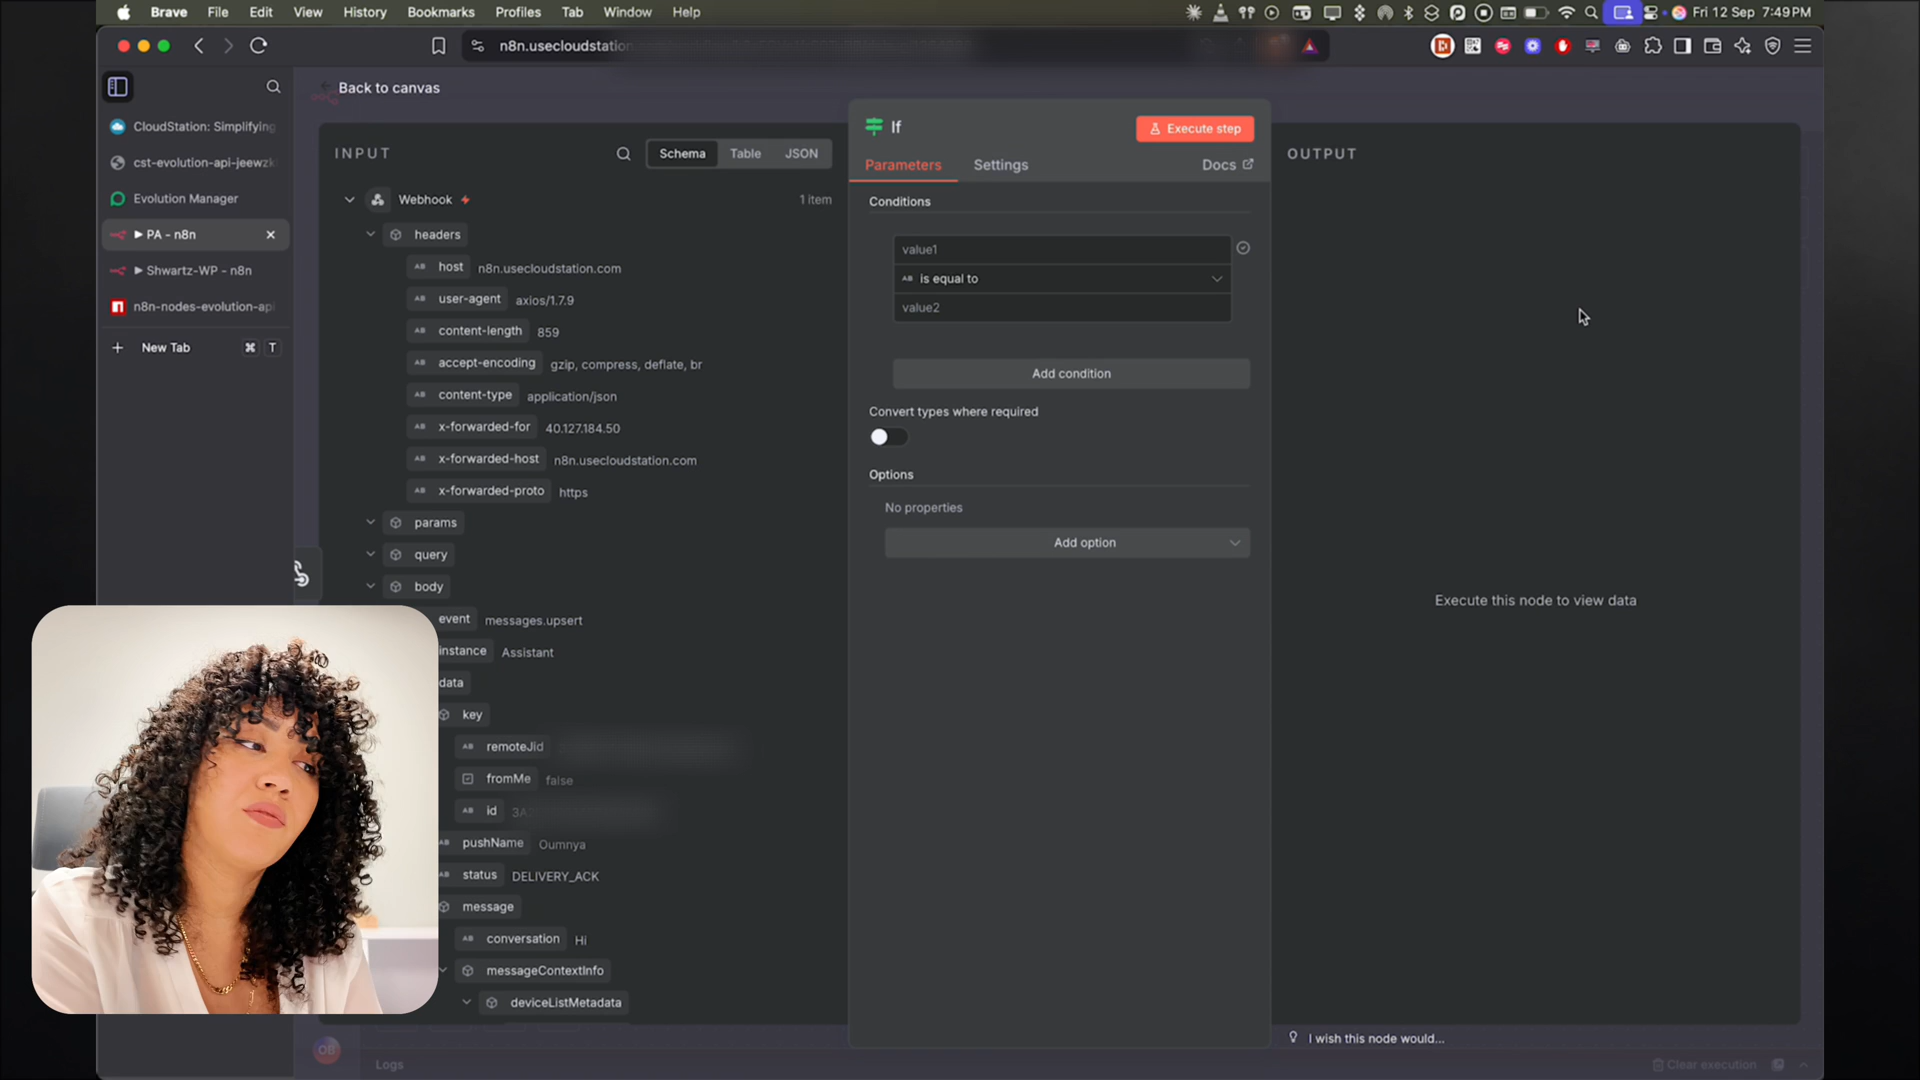 Brave File Edit View History Bookmarks Profiles Tab Window Help
Fri 12 Sep 7:49 PM
n8n.usecloudstation
Back to canvas
CloudStation: Simplifying
cst-evolution-api-jeewzk
Evolution Manager
PA - n8n
Shwartz-WP - n8n
n8n-nodes-evolution-api
New Tab ⌘ T
INPUT
Schema Table JSON
Webhook 1 item
headers
host n8n.usecloudstation.com
user-agent axios/1.7.9
content-length 859
accept-encoding gzip, compress, deflate, br
content-type application/json
x-forwarded-for 40.127.184.50
x-forwarded-host n8n.usecloudstation.com
x-forwarded-proto https
params
query
body
event messages.upsert
instance Assistant
data
key
remoteJid
fromMe false
id 3A
pushName Oumnya
status DELIVERY_ACK
message
conversation Hi
messageContextInfo
deviceListMetadata
If
Execute step
Parameters Settings Docs
Conditions
value1
is equal to
value2
Add condition
Convert types where required
Options
No properties
Add option
OUTPUT
Execute this node to view data
I wish this node would...
OB
Logs
Clear execution